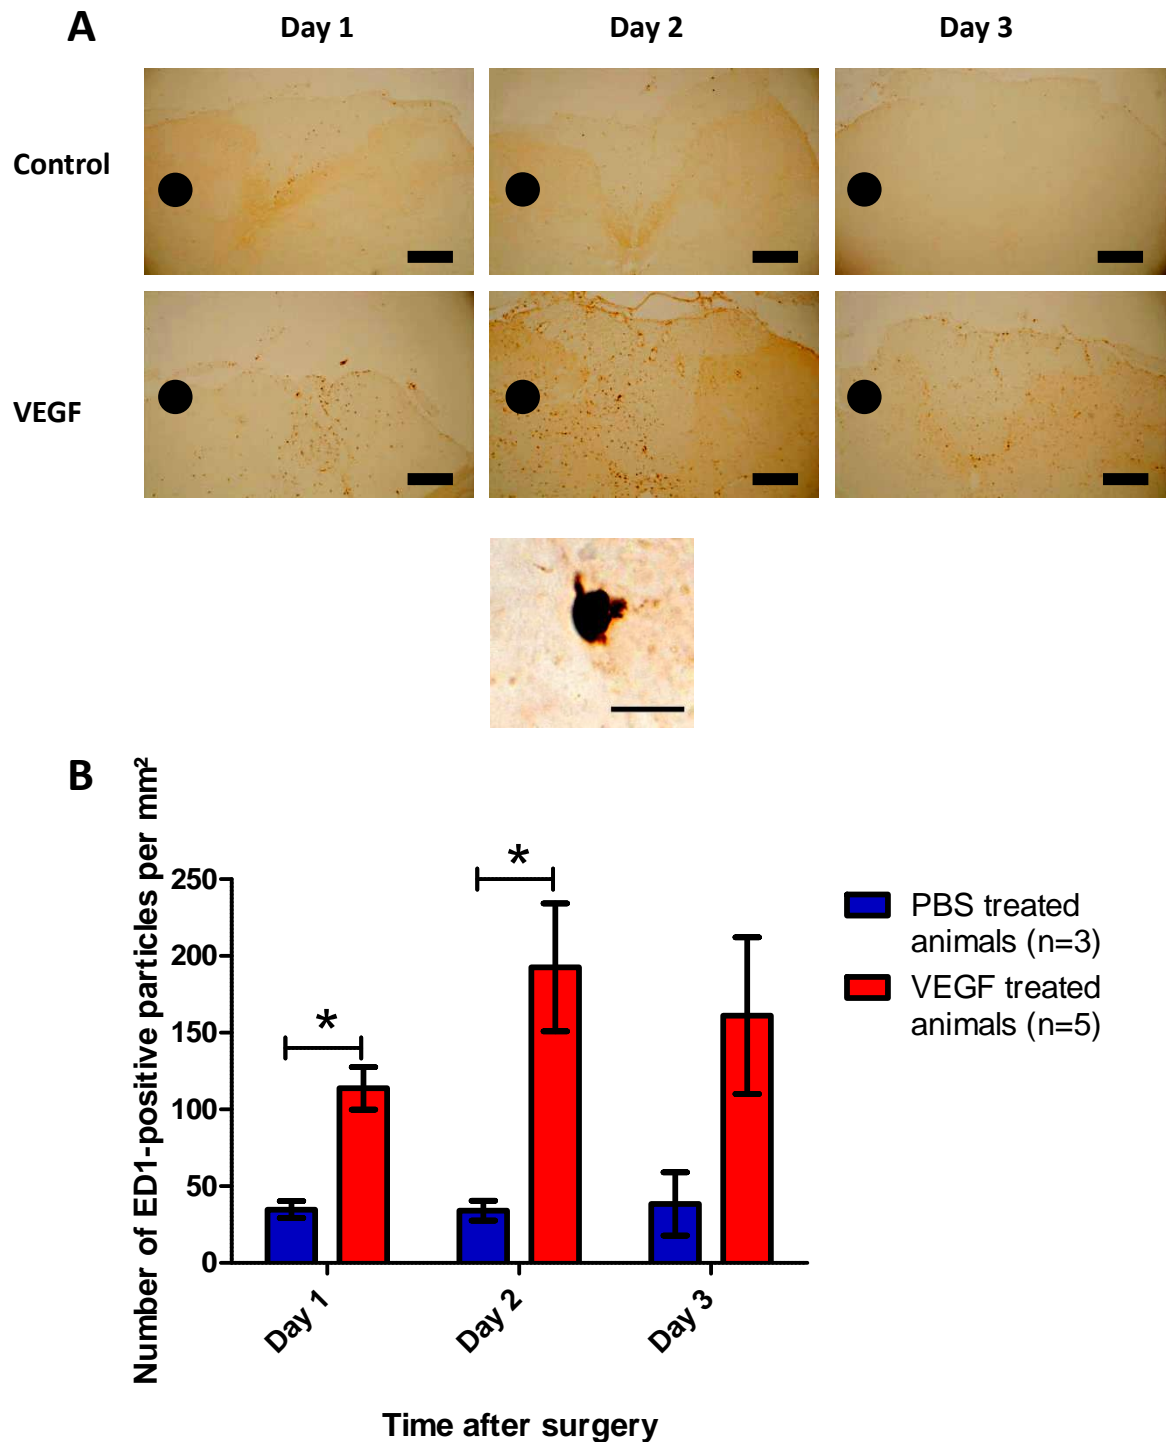 A
Day 1
Day 2
Day 3
Control
VEGF
B
Number of ED1-positive particles per mm²
250
200
150
100
50
0
*
*
Day 1
Day 2
Day 3
Time after surgery
PBS treated
animals (n=3)
VEGF treated
animals (n=5)